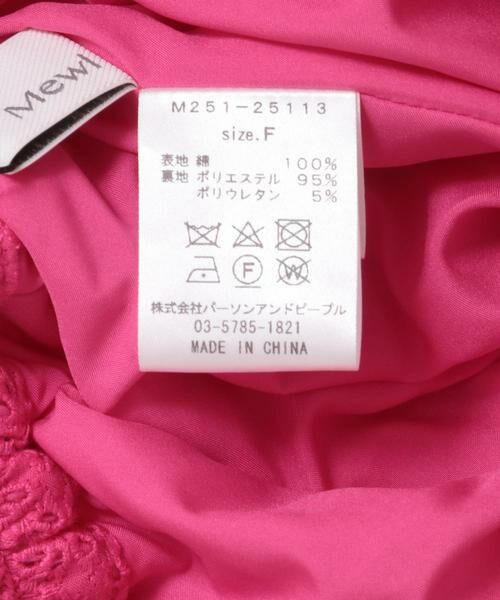 Mewl
M251-25113
size.F
表地 綿 100%
裏地 ポリエステル 95%
ポリウレタン 5%
F
W
株式会社パーソンアンドピープル
03-5785-1821
MADE IN CHINA